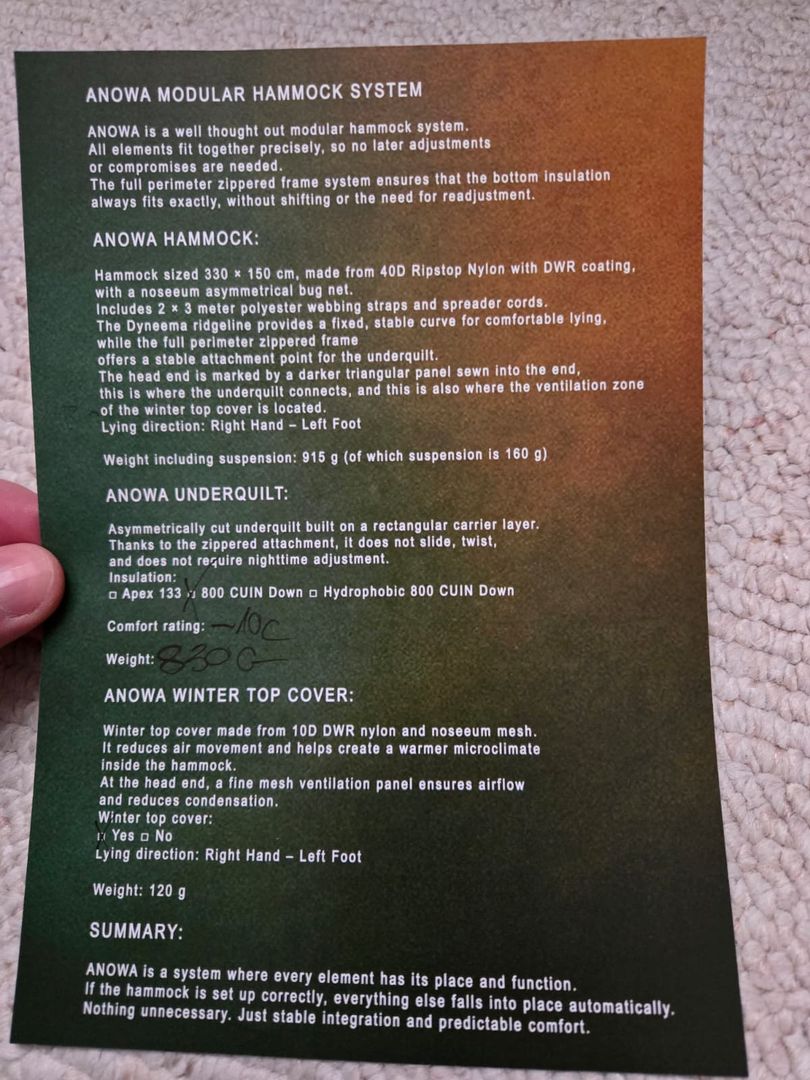 ANOWA MODULAR HAMMOCK SYSTEM
ANOWA is a well thought out modular hammock system.
All elements fit together precisely, so no later adjustments
or compromises are needed.
The full perimeter zippered frame system ensures that the bottom insulation
always fits exactly, without shifting or the need for readjustment.
ANOWA HAMMOCK:
Hammock sized 330 × 150 cm, made from 40D Ripstop Nylon with DWR coating,
with a noseeum asymmetrical bug net.
Includes 2 × 3 meter polyester webbing straps and spreader cords.
The Dyneema ridgeline provides a fixed, stable curve for comfortable lying,
while the full perimeter zippered frame
offers a stable attachment point for the underquilt.
The head end is marked by a darker triangular panel sewn into the end,
this is where the underquilt connects, and this is also where the ventilation zone
of the winter top cover is located.
Lying direction: Right Hand – Left Foot
Weight including suspension: 915 g (of which suspension is 160 g)
ANOWA UNDERQUILT:
Asymmetrically cut underquilt built on a rectangular carrier layer.
Thanks to the zippered attachment, it does not slide, twist,
and does not require nighttime adjustment.
Insulation:
□ Apex 133 □ 800 CUIN Down □ Hydrophobic 800 CUIN Down
Comfort rating: -10C
Weight: 830 G
ANOWA WINTER TOP COVER:
Winter top cover made from 10D DWR nylon and noseeum mesh.
It reduces air movement and helps create a warmer microclimate
inside the hammock.
At the head end, a fine mesh ventilation panel ensures airflow
and reduces condensation.
Winter top cover:
□ Yes □ No
Lying direction: Right Hand – Left Foot
Weight: 120 g
SUMMARY:
ANOWA is a system where every element has its place and function.
If the hammock is set up correctly, everything else falls into place automatically.
Nothing unnecessary. Just stable integration and predictable comfort.